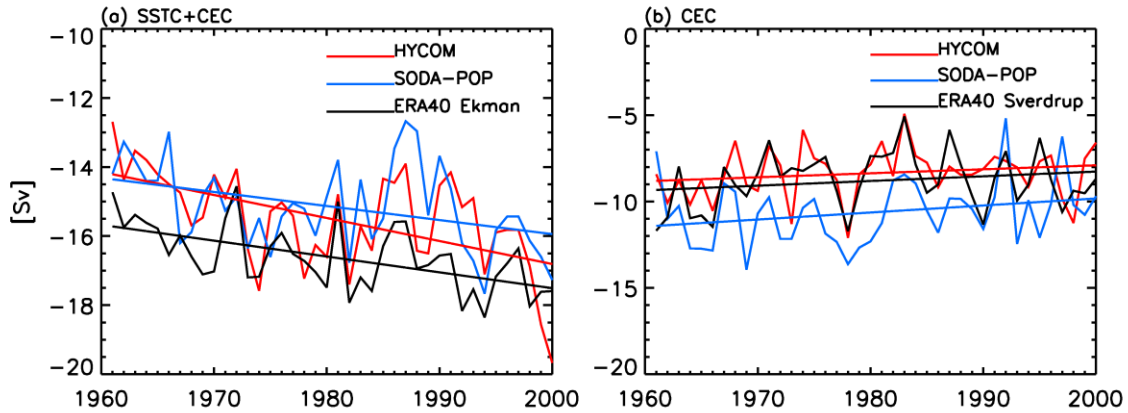 (a) SSTC+CEC
[Sv]
-10
-12
-14
-16
-18
-20
1960 1970 1980 1990 2000
HYCOM
SODA-POP
ERA40 Ekman
(b) CEC
0
-5
-10
-15
-20
1960 1970 1980 1990 2000
HYCOM
SODA-POP
ERA40 Sverdrup